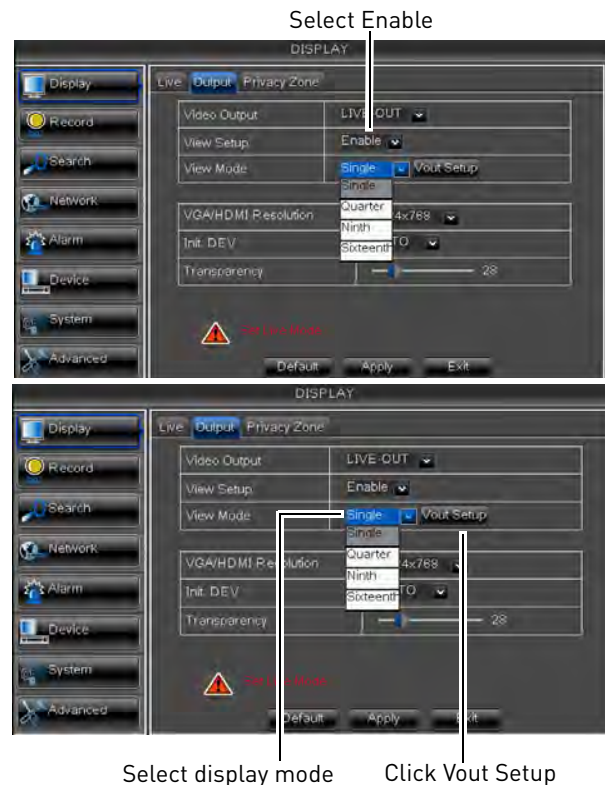 Select Enable
DISPLAY
Display
Record
Search
Network
Alarm
Device
System
Advanced
Live Output Privacy Zone
Video Output LIVE-OUT
View Setup Enable
View Mode Single Vout Setup
Single
Quarter
Ninth
Sixteenth
VGA/HDMI Resolution 4x768
Init. DEV TO
Transparency 28
Default Apply Exit
DISPLAY
Display
Record
Search
Network
Alarm
Device
System
Advanced
Live Output Privacy Zone
Video Output LIVE-OUT
View Setup Enable
View Mode Single Vout Setup
Single
Quarter
Ninth
Sixteenth
VGA/HDMI Resolution 4x768
Init. DEV TO
Transparency 28
Default Apply Exit
Select display mode Click Vout Setup